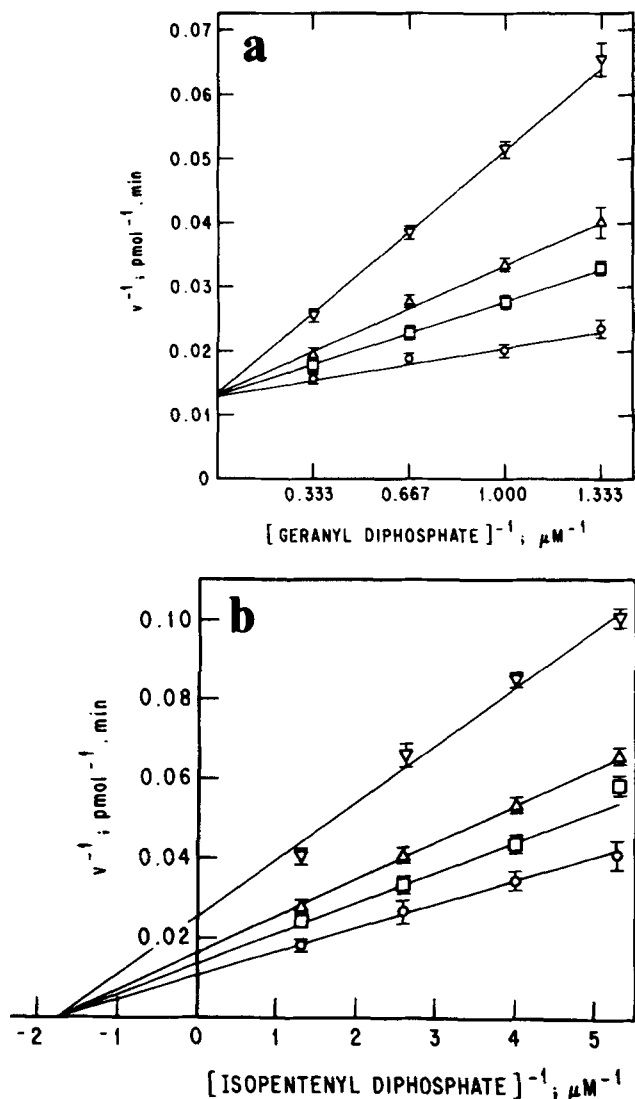 a
0.07
0.06
0.05
0.04
0.03
0.02
0.01
0
v⁻¹ ; pmol⁻¹ . min
0.333 0.667 1.000 1.333
[GERANYL DIPHOSPHATE]⁻¹ ; μM⁻¹
b
0.10
0.08
0.06
0.04
0.02
v⁻¹ ; pmol⁻¹ . min
-2 -1 0 1 2 3 4 5
[ISOPENTENYL DIPHOSPHATE]⁻¹ ; μM⁻¹